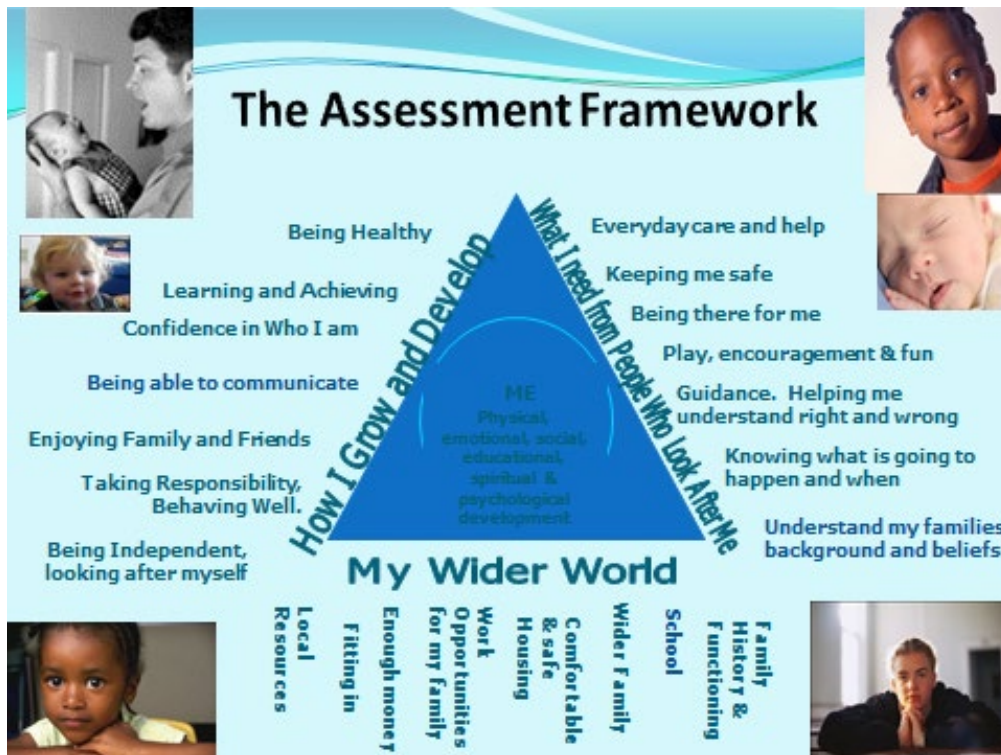 The Assessment Framework
Being Healthy
Learning and Achieving
Confidence in Who I am
Being able to communicate
Enjoying Family and Friends
Taking Responsibility,
Behaving Well.
Being Independent,
looking after myself
How I Grow and Develop
ME
Physical,
emotional, social,
educational,
spiritual &
psychological
development
What I need from People Who Look After Me
Everyday care and help
Keeping me safe
Being there for me
Play, encouragement & fun
Guidance. Helping me
understand right and wrong
Knowing what is going to
happen and when
Understand my families
background and beliefs
My Wider World
Local
Resources
Fitting in
Enough money
Work
Opportunities
for my family
Comfortable
& safe
Housing
Wider Family
School
Family
History &
Functioning